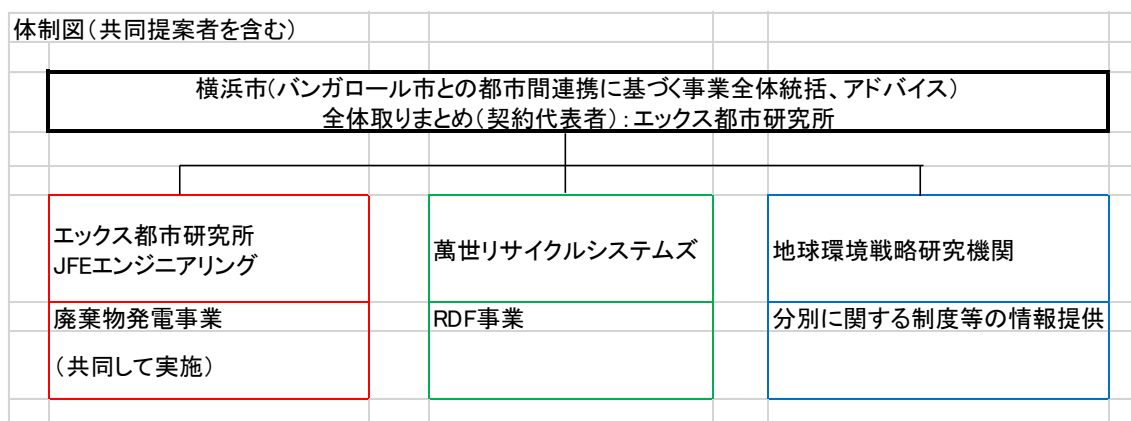 体制図（共同提案者を含む）
横浜市（バンガロール市との都市間連携に基づく事業全体統括、アドバイス）
全体取りまとめ（契約代表者）：エックス都市研究所
エックス都市研究所
JFEエンジニアリング
廃棄物発電事業
（共同して実施）
萬世リサイクルシステムズ
RDF事業
地球環境戦略研究機関
分別に関する制度等の情報提供